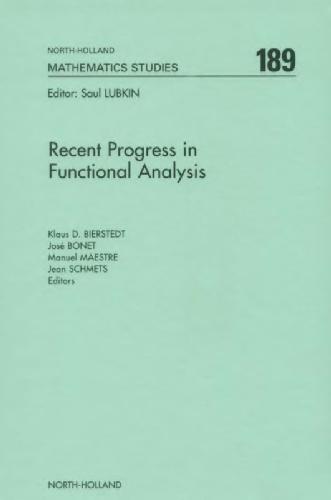 NORTH-HOLLAND
MATHEMATICS STUDIES 189
Editor: Saul LUBKIN
Recent Progress in
Functional Analysis
Klaus D. BIERSTEDT
José BONET
Manuel MAESTRE
Jean SCHMETS
Editors
NORTH-HOLLAND